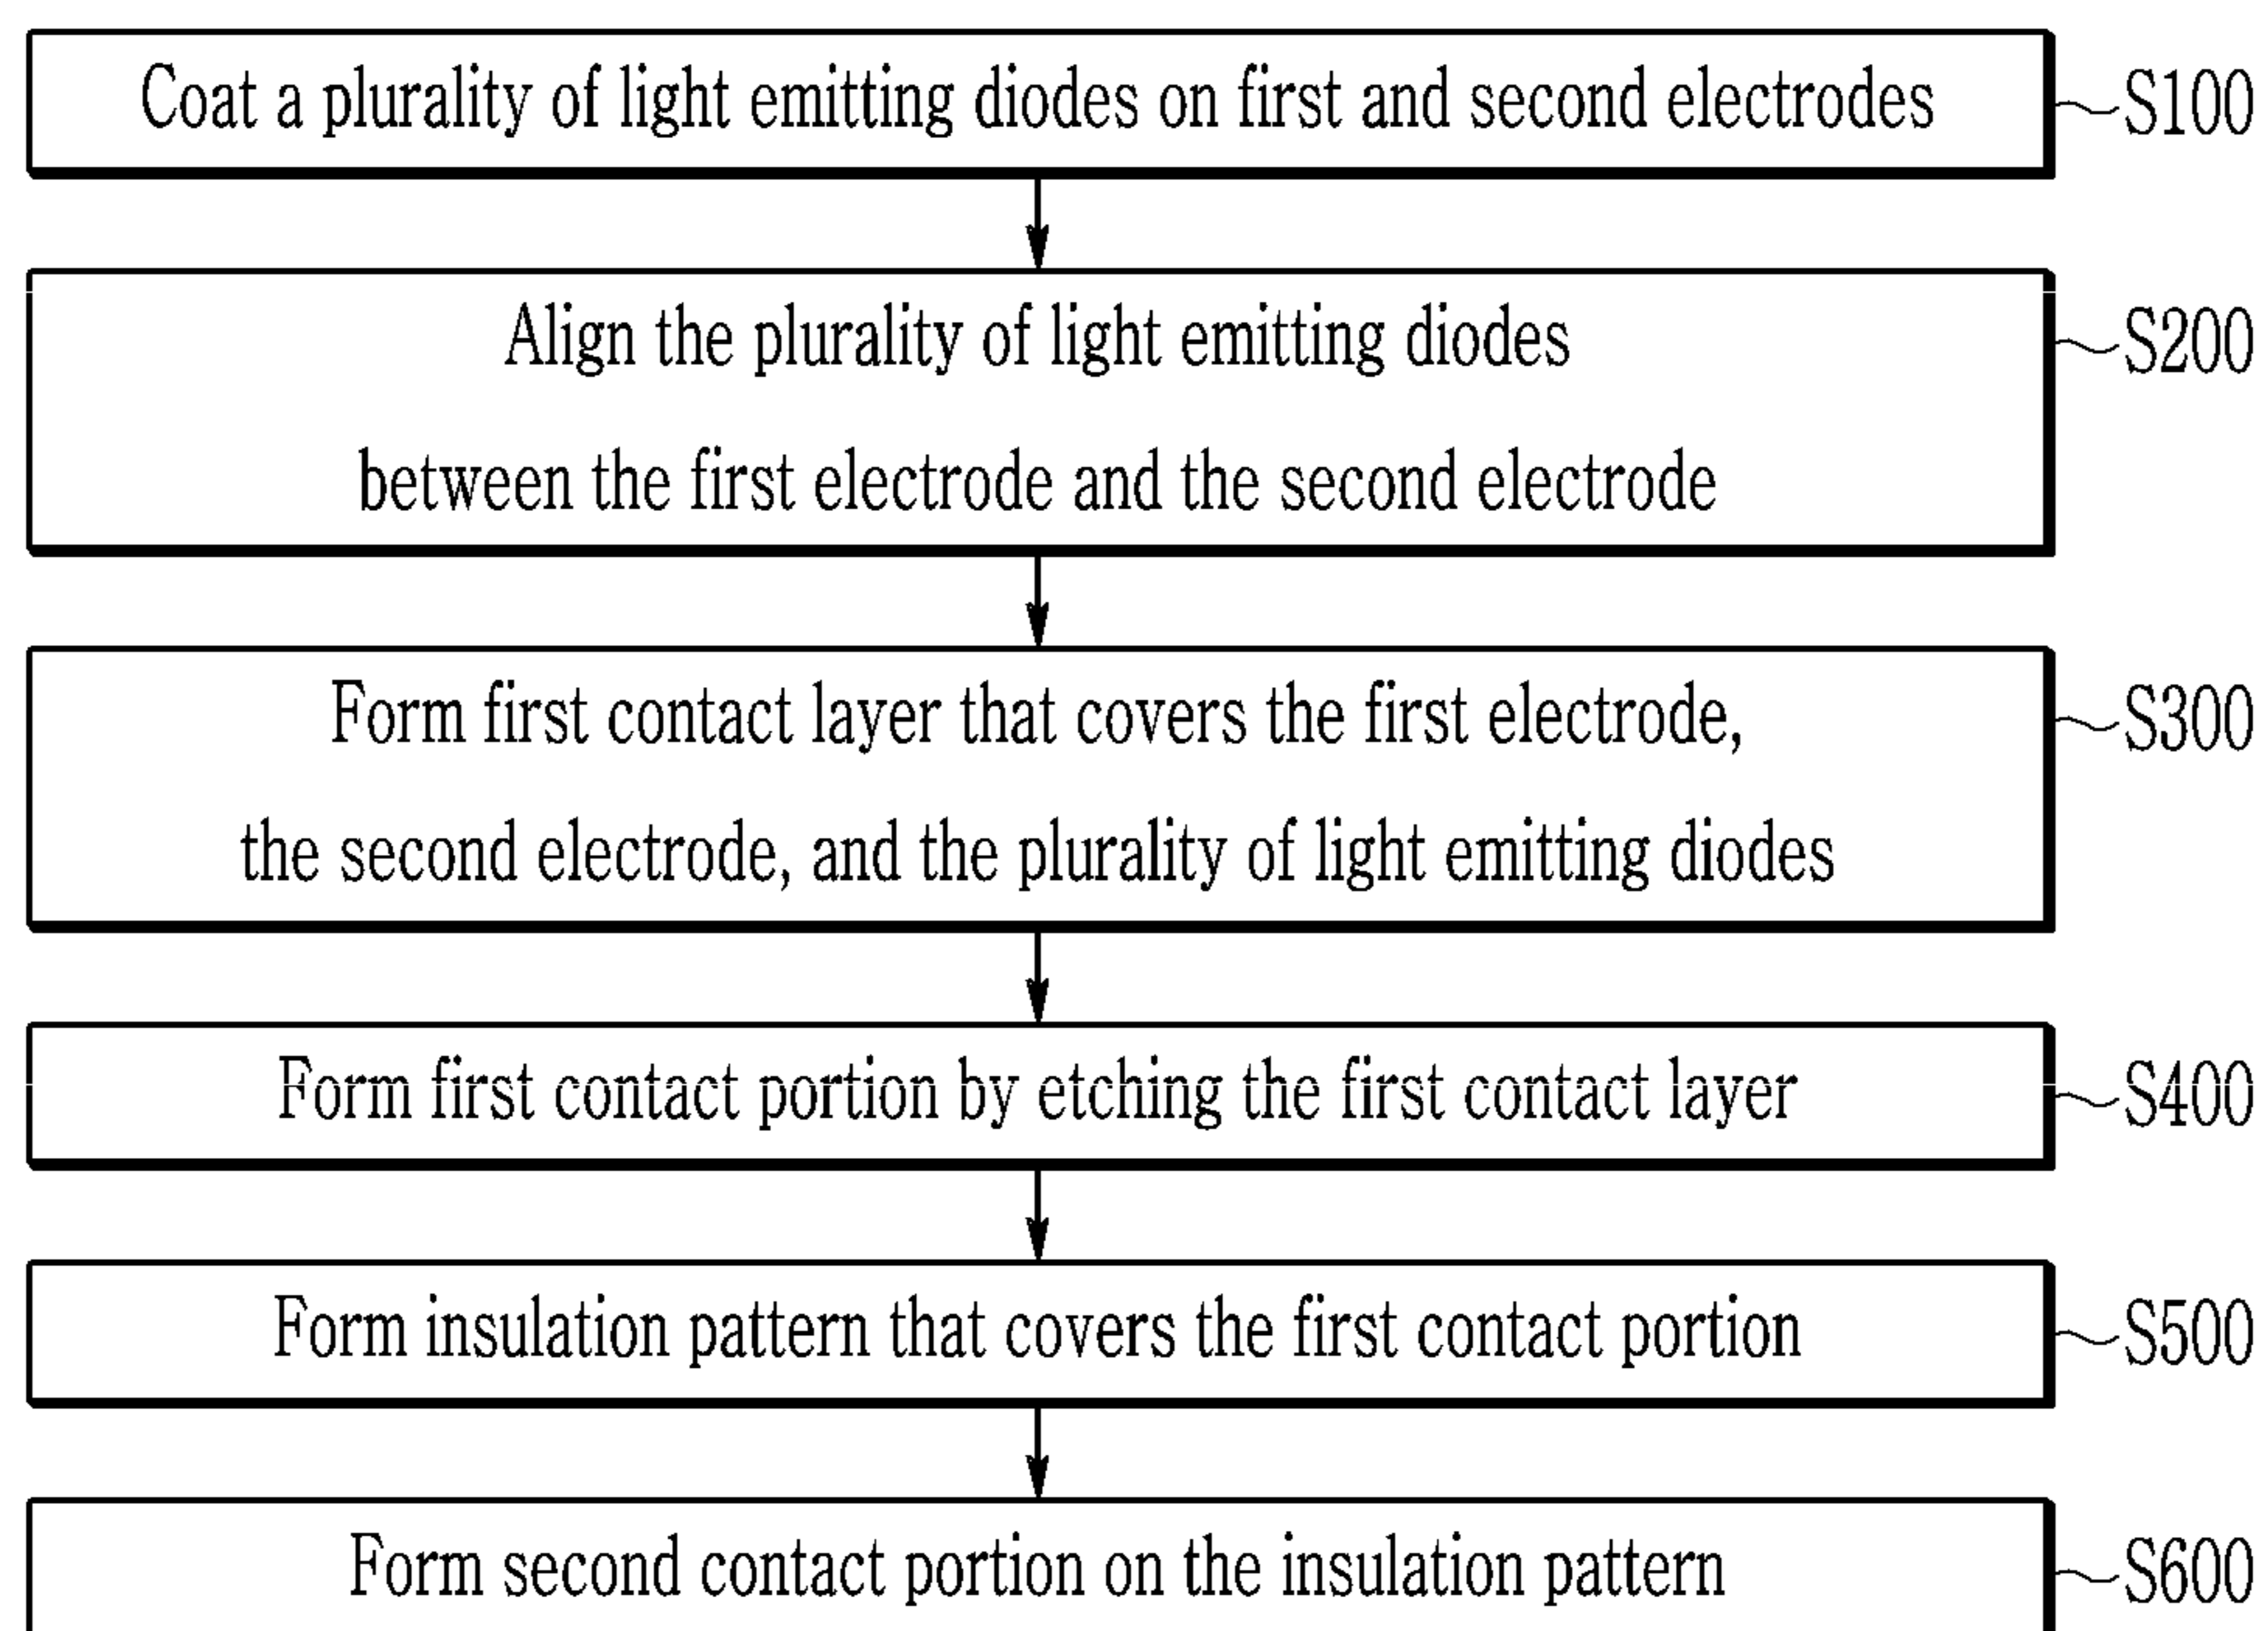 Coat a plurality of light emitting diodes on first and second electrodes
S100
Align the plurality of light emitting diodes
between the first electrode and the second electrode
S200
Form first contact layer that covers the first electrode,
the second electrode, and the plurality of light emitting diodes
S300
Form first contact portion by etching the first contact layer
S400
Form insulation pattern that covers the first contact portion
S500
Form second contact portion on the insulation pattern
S600